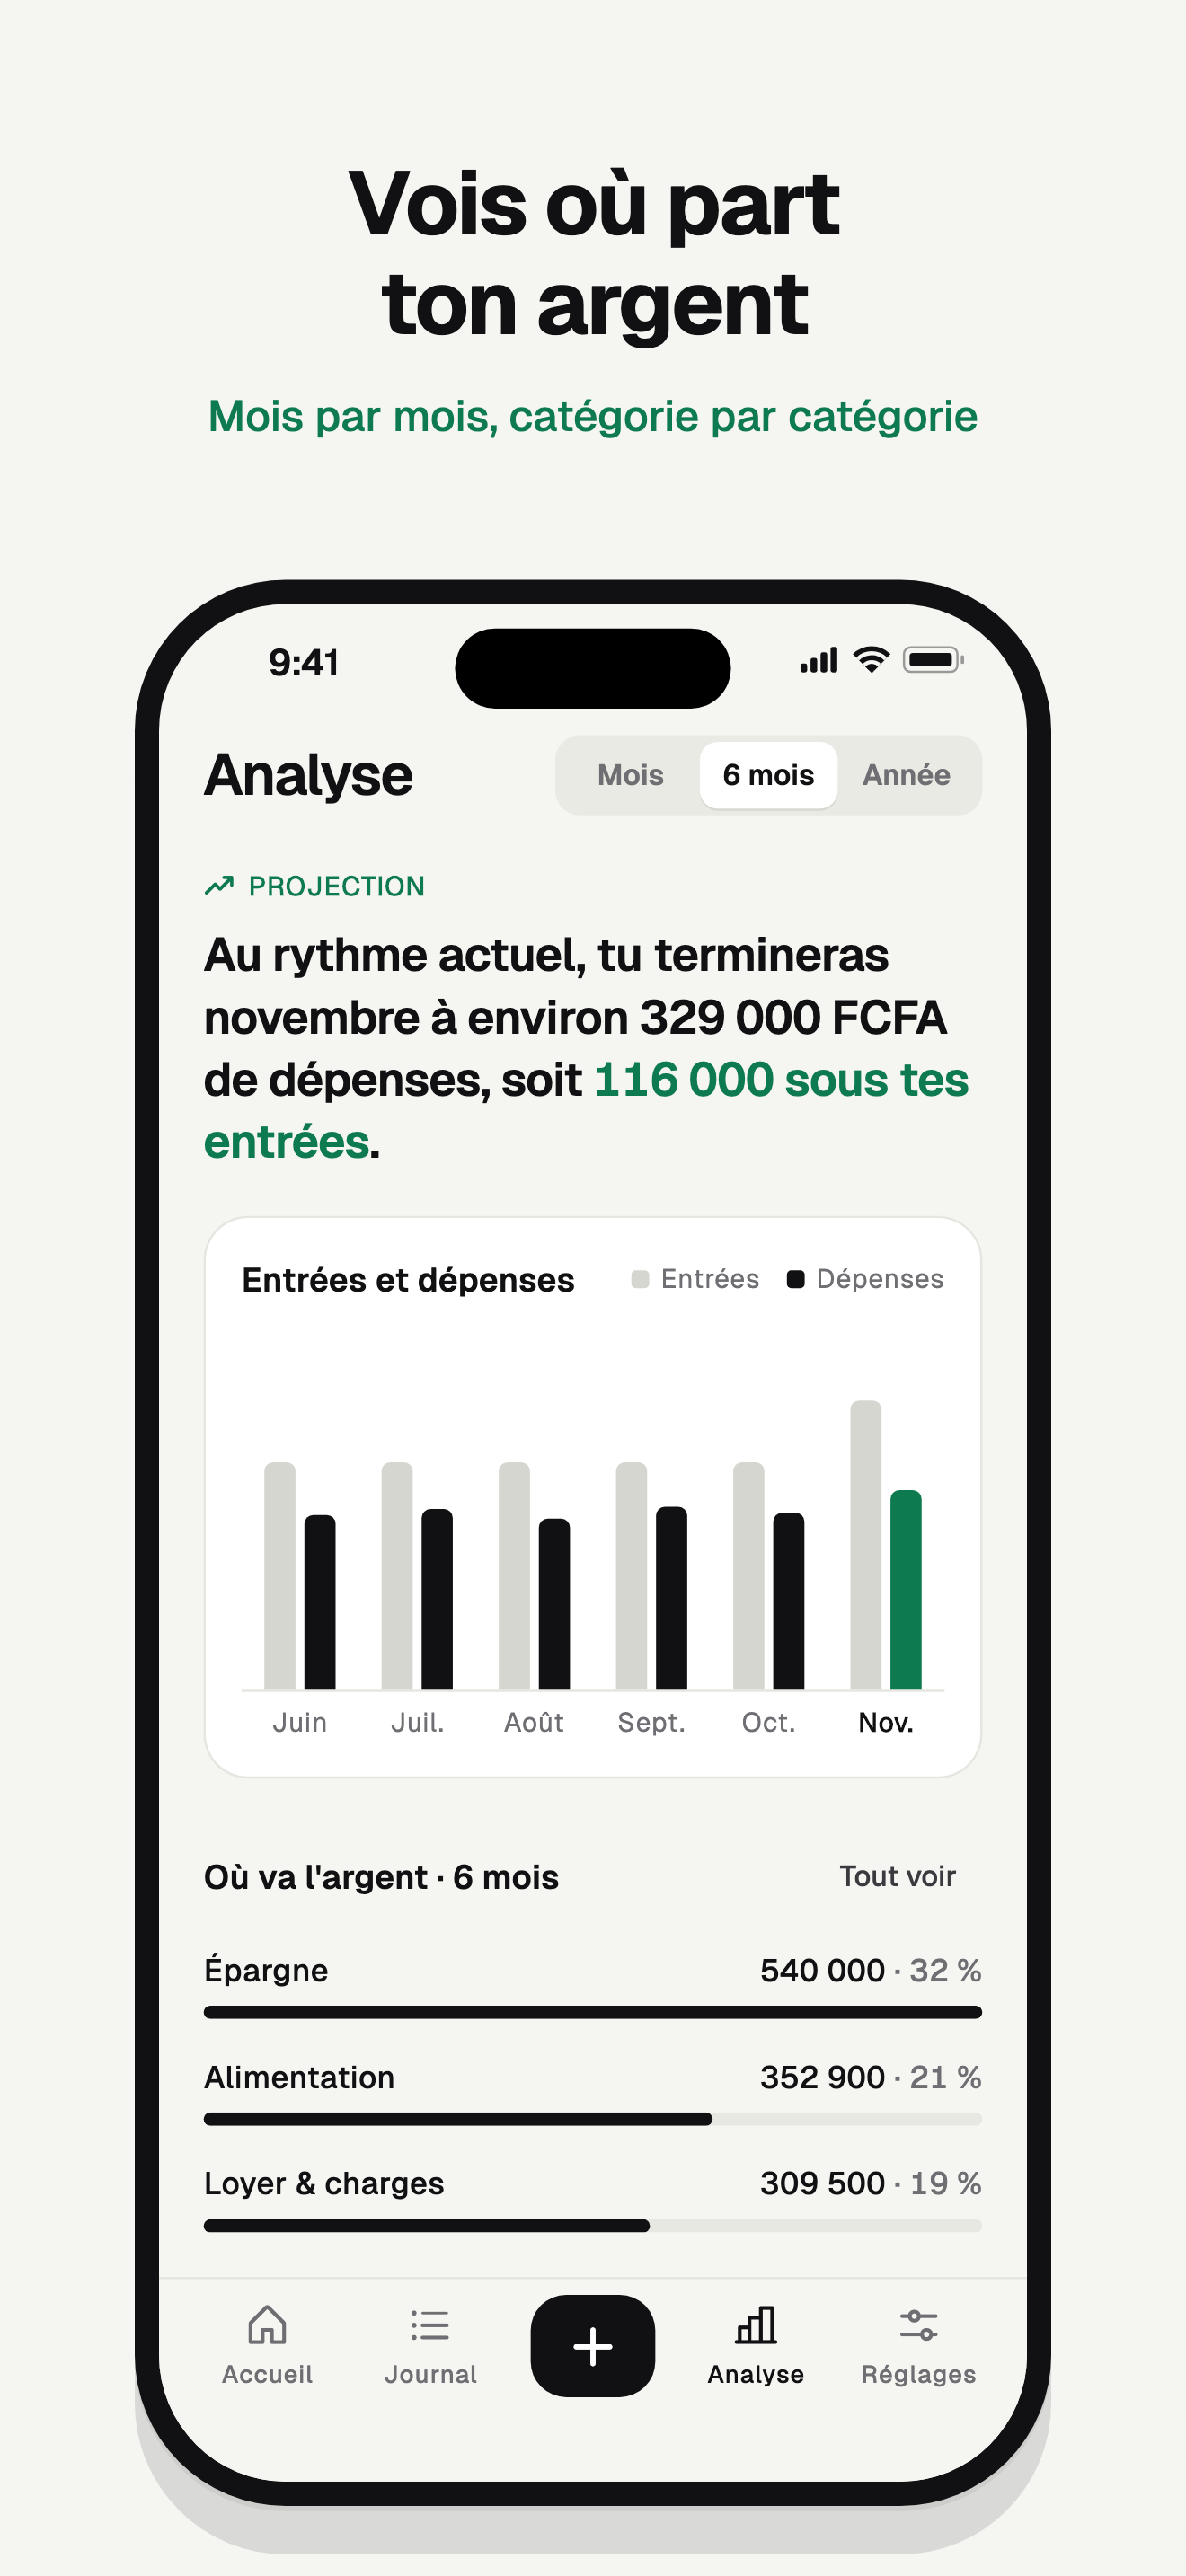 Vois où part
ton argent
Mois par mois, catégorie par catégorie
9:41
Analyse
Mois 6 mois Année
PROJECTION
Au rythme actuel, tu termineras
novembre à environ 329 000 FCFA
de dépenses, soit 116 000 sous tes
entrées.
Entrées et dépenses Entrées Dépenses
Juin Juil. Août Sept. Oct. Nov.
Où va l'argent · 6 mois Tout voir
Épargne 540 000 · 32 %
Alimentation 352 900 · 21 %
Loyer & charges 309 500 · 19 %
Accueil Journal Analyse Réglages